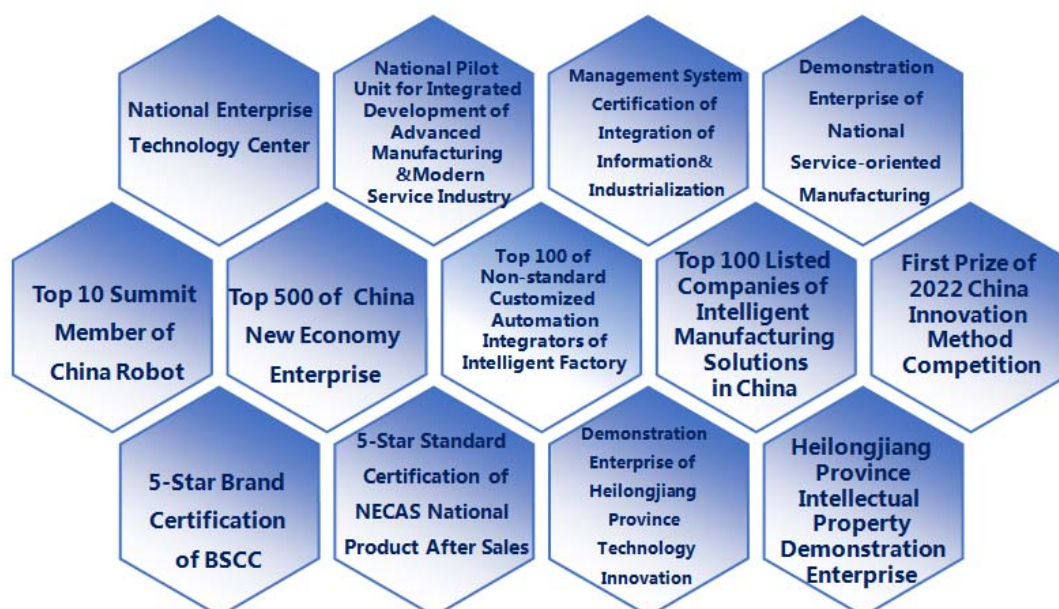 National Enterprise
Technology Center
National Pilot
Unit for Integrated
Development of
Advanced
Manufacturing
&Modern
Service Industry
Management System
Certification of
Integration of
Information&
Industrialization
Demonstration
Enterprise of
National
Service-oriented
Manufacturing
Top 10 Summit
Member of
China Robot
Top 500 of China
New Economy
Enterprise
Top 100 of
Non-standard
Customized
Automation
Integrators of
Intelligent Factory
Top 100 Listed
Companies of
Intelligent
Manufacturing
Solutions
in China
First Prize of
2022 China
Innovation
Method
Competition
5-Star Brand
Certification
of BSCC
5-Star Standard
Certification of
NECAS National
Product After Sales
Demonstration
Enterprise of
Heilongjiang
Province
Technology
Innovation
Heilongjiang
Province
Intellectual
Property
Demonstration
Enterprise